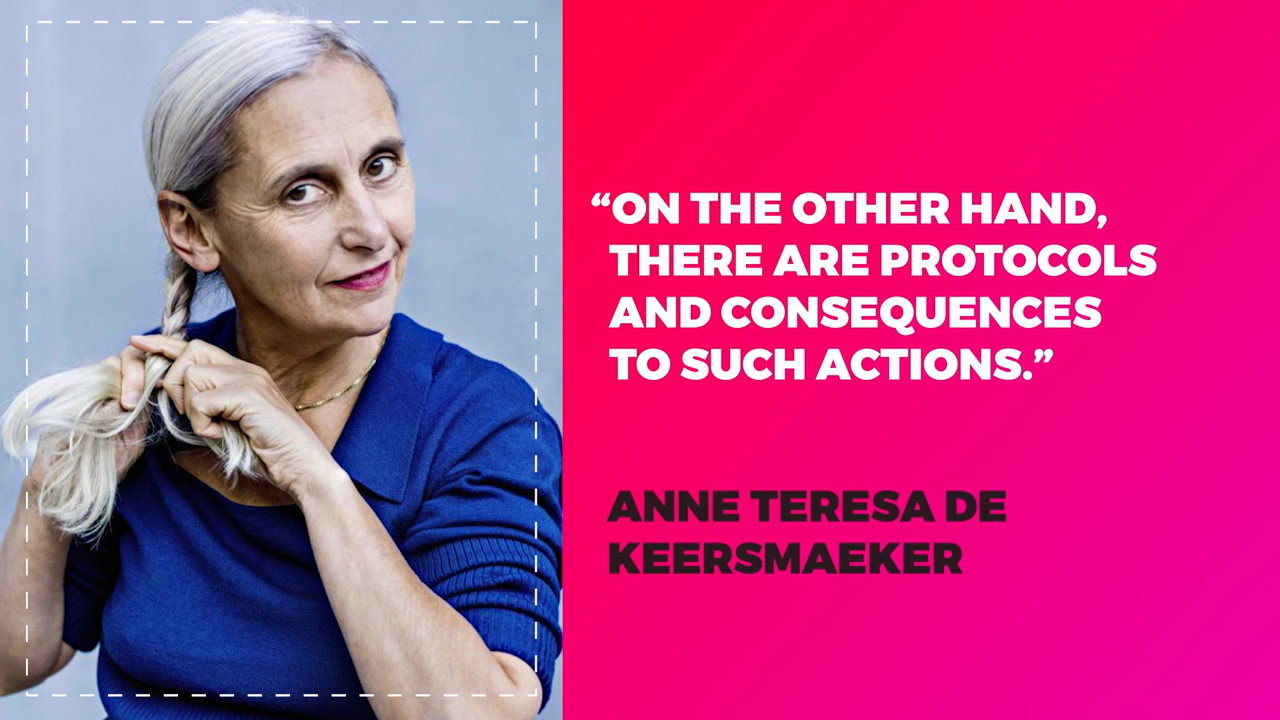 “ON THE OTHER HAND,
THERE ARE PROTOCOLS
AND CONSEQUENCES
TO SUCH ACTIONS.”
ANNE TERESA DE
KEERSMAEKER